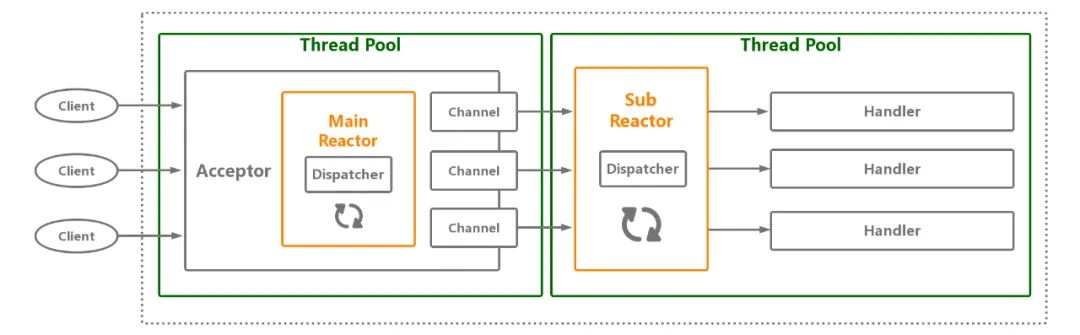 Thread Pool
Thread Pool
Client
Client
Client
Acceptor
Main
Reactor
Dispatcher
Channel
Channel
Channel
Sub
Reactor
Dispatcher
Handler
Handler
Handler